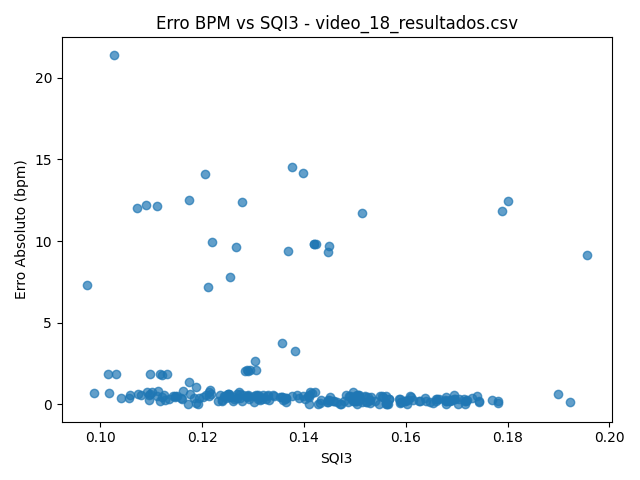 Erro BPM vs SQI3 - video_18_resultados.csv
Erro Absoluto (bpm)
20
15
10
5
0
0.10 0.12 0.14 0.16 0.18 0.20
SQI3